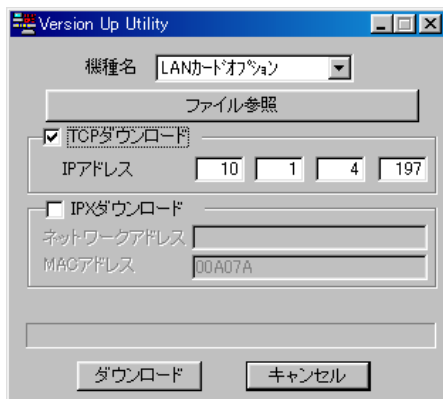 Version Up Utility
機種名 LANカードオプション
ファイル参照
TCPダウンロード
IPアドレス 10 1 4 197
IPXダウンロード
ネットワークアドレス
MACアドレス 00A07A
ダウンロード キャンセル